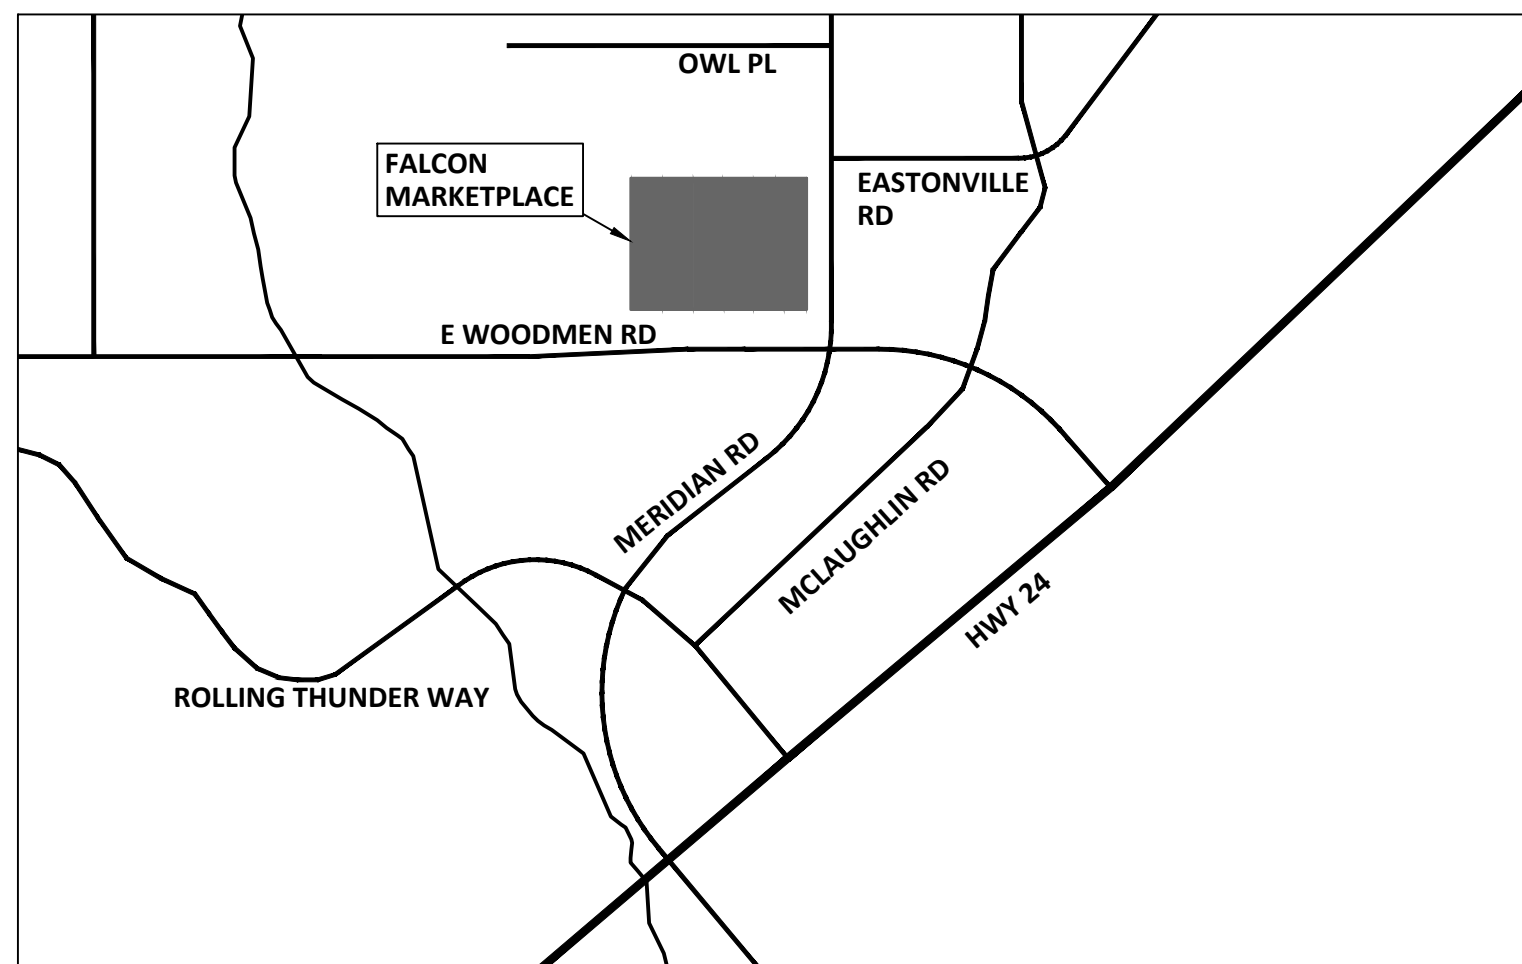 OWL PL
FALCON
MARKETPLACE
EASTONVILLE
RD
E WOODMEN RD
MERIDIAN RD
MCLAUGHLIN RD
HWY 24
ROLLING THUNDER WAY